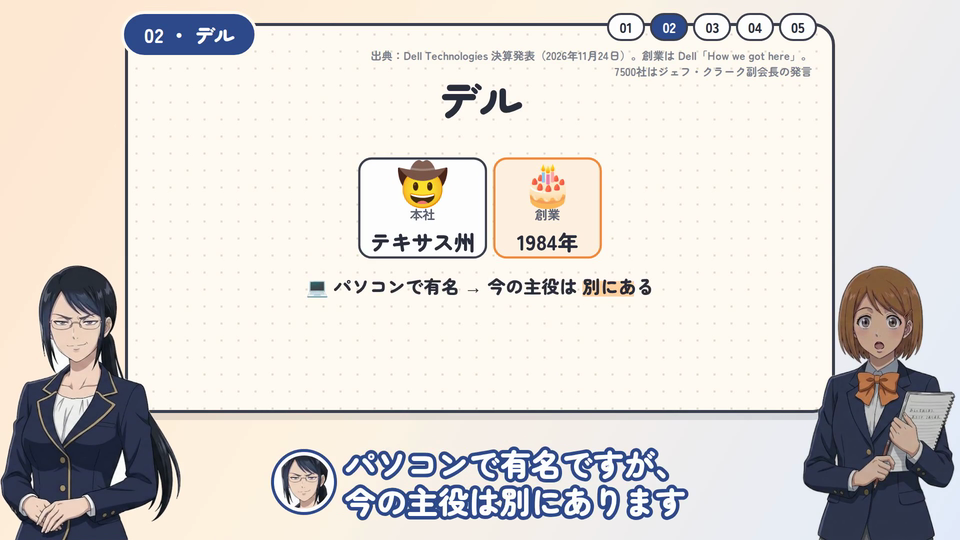 02 ・ デル
01 02 03 04 05
出典：Dell Technologies 決算発表（2026年11月24日）。創業は Dell「How we got here」。
7500社はジェフ・クラーク副会長の発言
デル
本社
テキサス州
創業
1984年
パソコンで有名 → 今の主役は 別にある
パソコンで有名ですが、
今の主役は別にあります